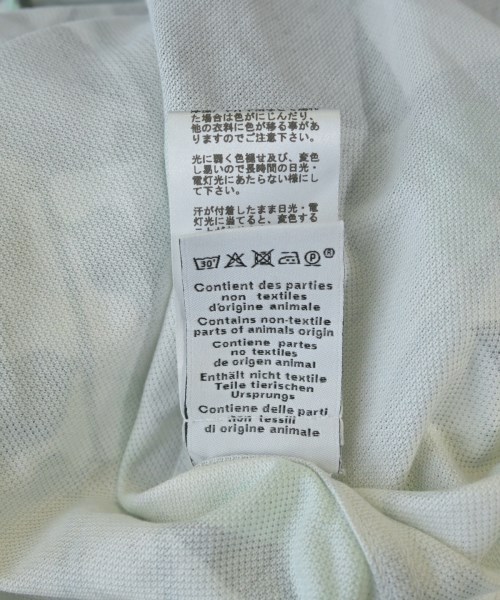 た場合は色がにじんだり、
他の衣料に色が移る事があ
りますのでご注意下さい。
光に弱く色褪せ及び、変色
し易いので長時間の日光・
電灯光にあたらない様にし
て下さい。
汗が付着したまま日光・電
灯光に当てると、変色する
30°
P
Contient des parties
non textiles
d'origine animale
Contains non-textile
parts of animals origin
Contiene partes
no textiles
de origen animal
Enthält nicht textile
Teile tierischen
Ursprungs
Contiene delle parti
non tessili
di origine animale